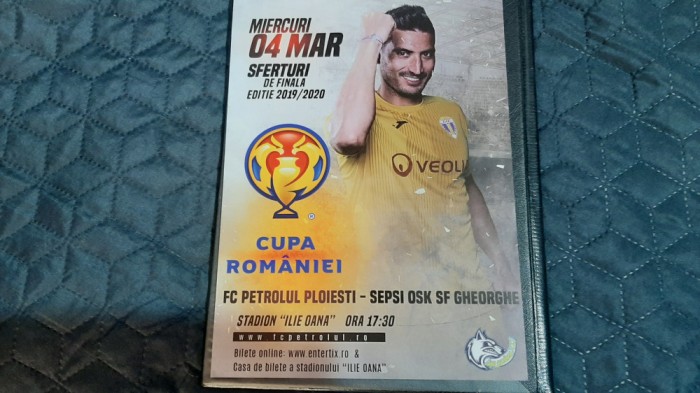 MIERCURI
04 MAR
SFERTURI
DE FINALA
EDITIE 2019/2020
VEOLI
®
CUPA
ROMÂNIEI
FC PETROLUL PLOIESTI - SEPSI OSK SF GHEORGHE
STADION "ILIE OANA" ORA 17:30
www.fcpetrolul.ro
Bilete online: www.entertix.ro &
Casa de bilete a stadionului "ILIE OANA"